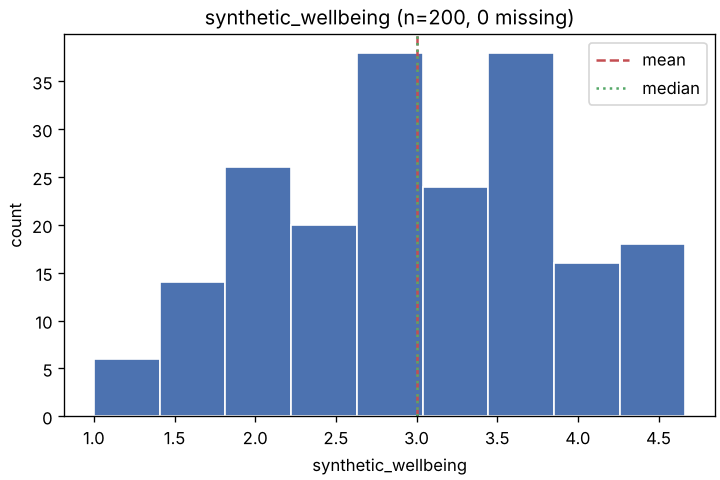 synthetic_wellbeing (n=200, 0 missing)
mean
median
count
35
30
25
20
15
10
5
0
1.0 1.5 2.0 2.5 3.0 3.5 4.0 4.5
synthetic_wellbeing